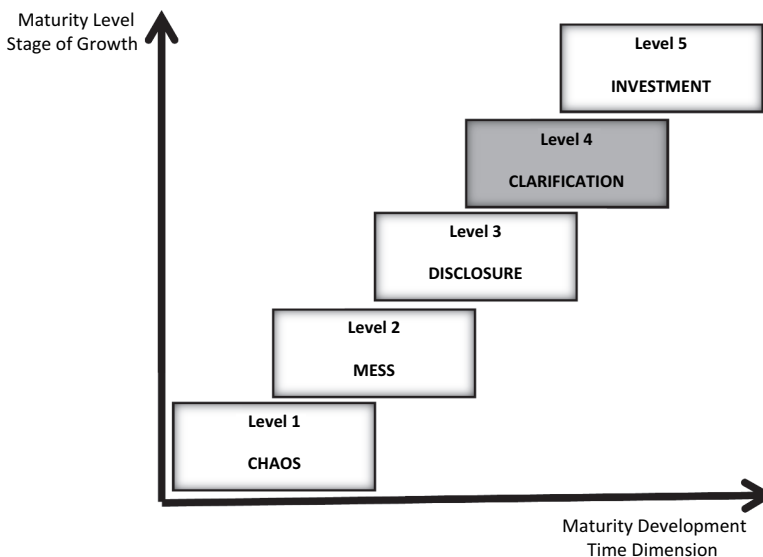 Maturity Level
Stage of Growth
Level 5
INVESTMENT
Level 4
CLARIFICATION
Level 3
DISCLOSURE
Level 2
MESS
Level 1
CHAOS
Maturity Development
Time Dimension